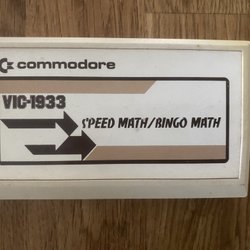 commodore
VIC-1933
SPEED MATH/BINGO MATH